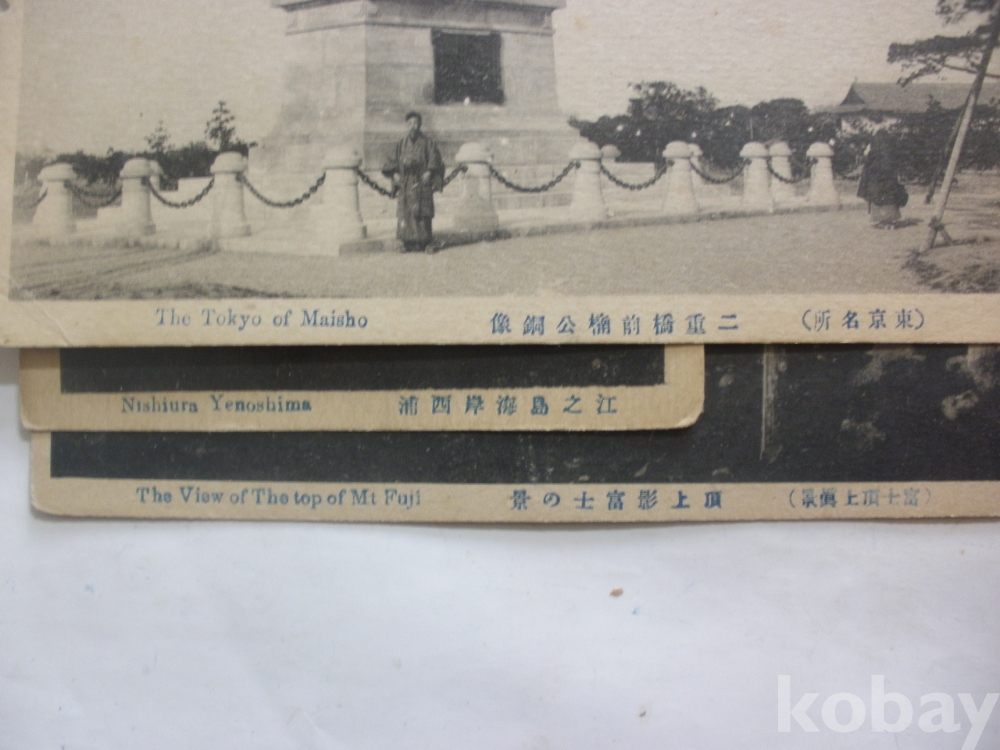 The Tokyo of Maisho 像銅公楠前橋重二 (所名京東)
Nishiura Yenoshima 浦西岸海島之江
The View of The top of Mt Fuji 景の士富影上頂 (景眞上頂士富)
kobay